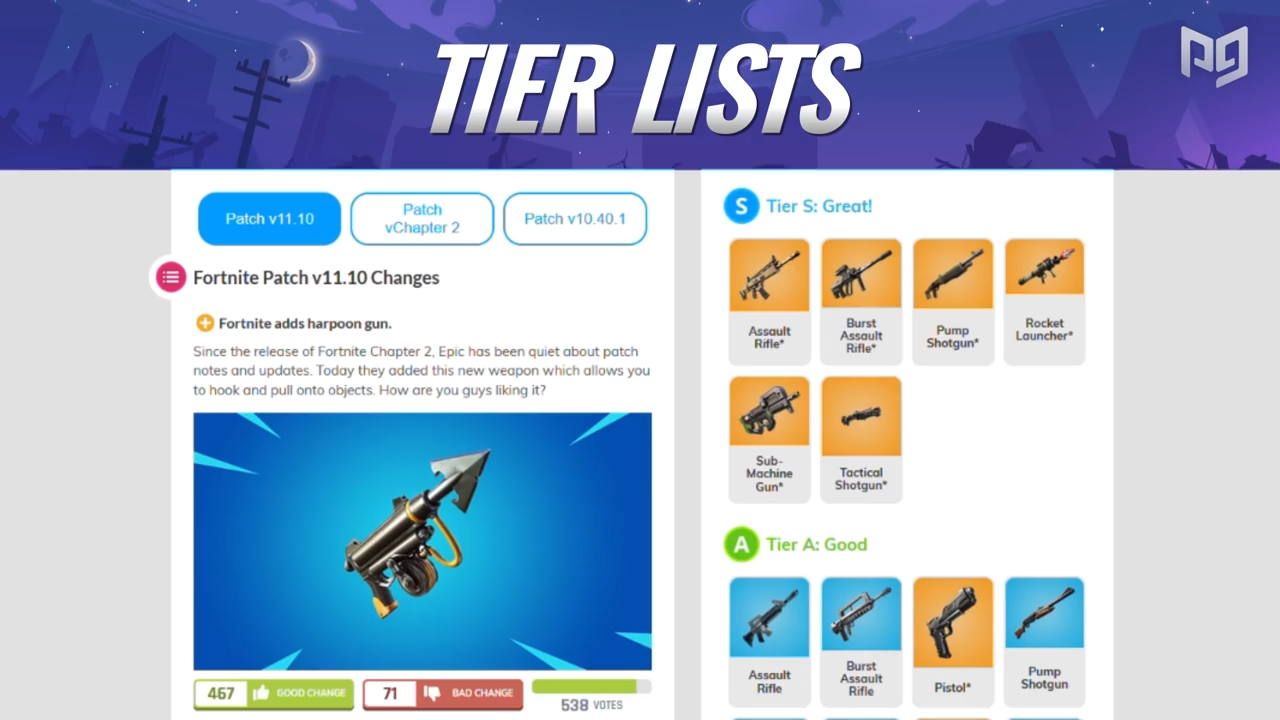 TIER LISTS
pg
Patch v11.10
Patch
vChapter 2
Patch v10.40.1
Fortnite Patch v11.10 Changes
Fortnite adds harpoon gun.
Since the release of Fortnite Chapter 2, Epic has been quiet about patch
notes and updates. Today they added this new weapon which allows you
to hook and pull onto objects. How are you guys liking it?
467
GOOD CHANGE
71
BAD CHANGE
538 VOTES
S
Tier S: Great!
Assault
Rifle*
Burst
Assault
Rifle*
Pump
Shotgun*
Rocket
Launcher*
Sub-
Machine
Gun*
Tactical
Shotgun*
A
Tier A: Good
Assault
Rifle
Burst
Assault
Rifle
Pistol*
Pump
Shotgun